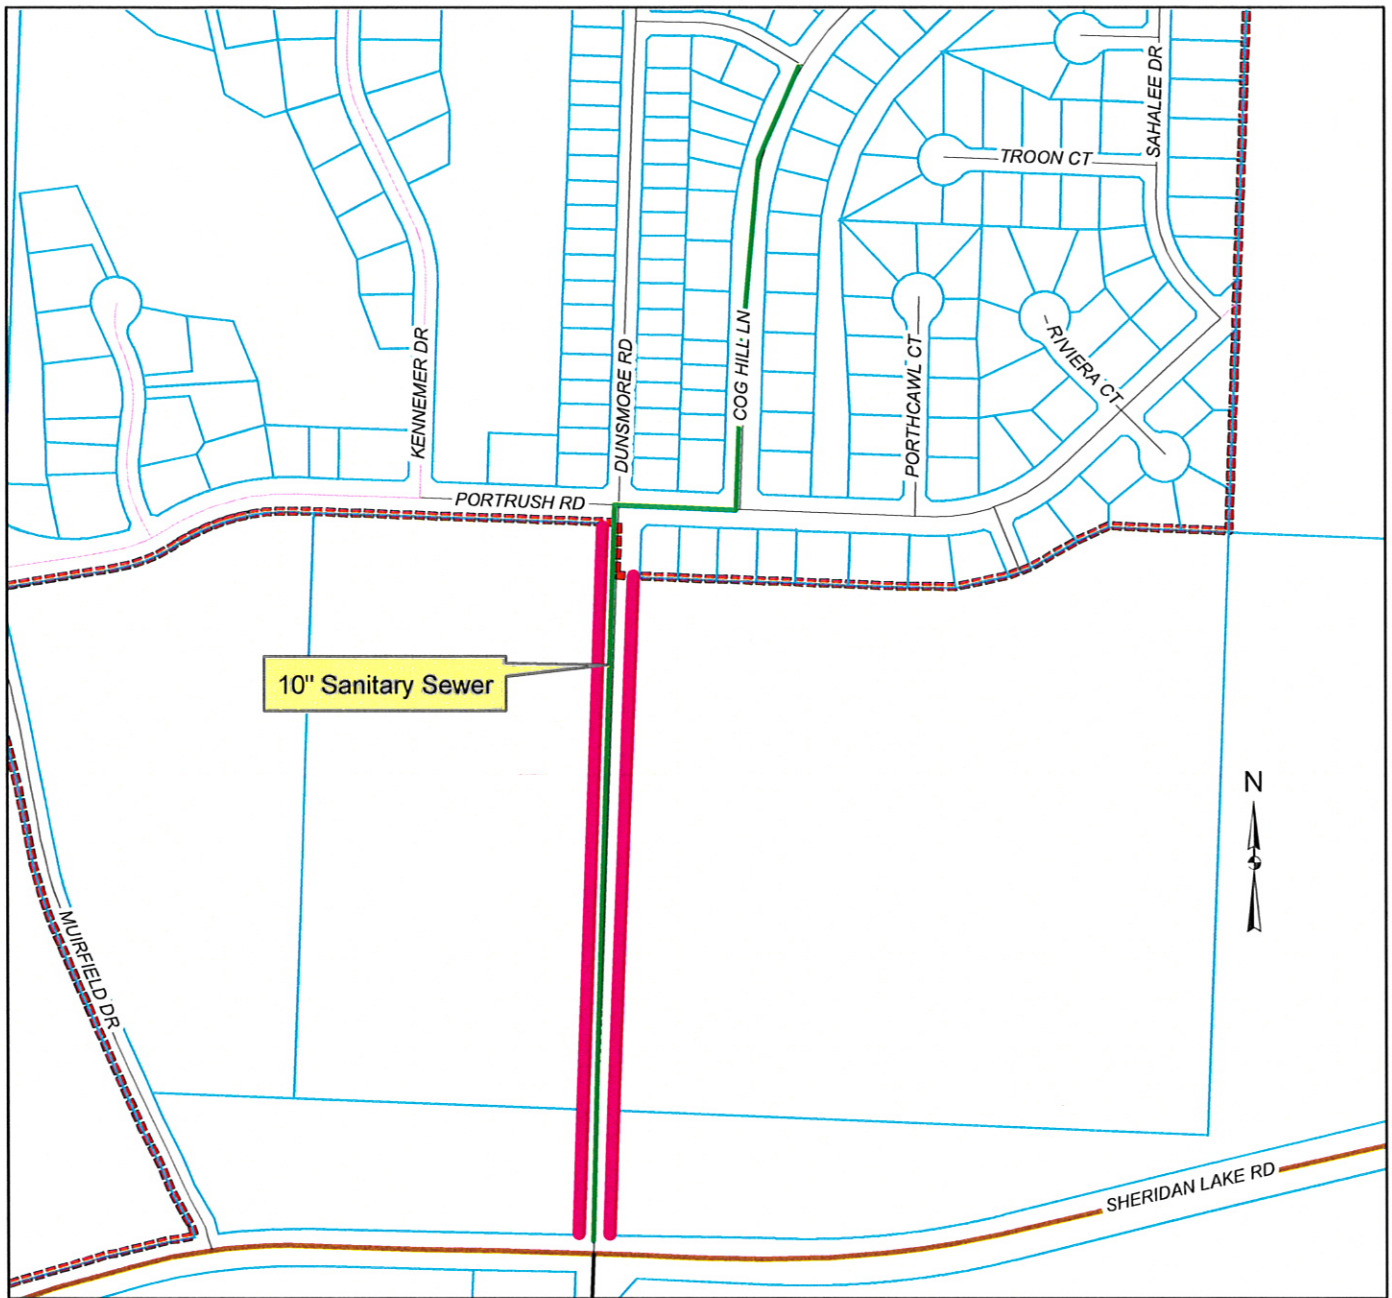 SAHALEE DR
TROON CT
KENNEMER DR
DUNSMORE RD
COG HILL LN
PORTHCAWL CT
RIVIERA CT
PORTRUSH RD
10" Sanitary Sewer
N
MUIRFIELD DR
SHERIDAN LAKE RD